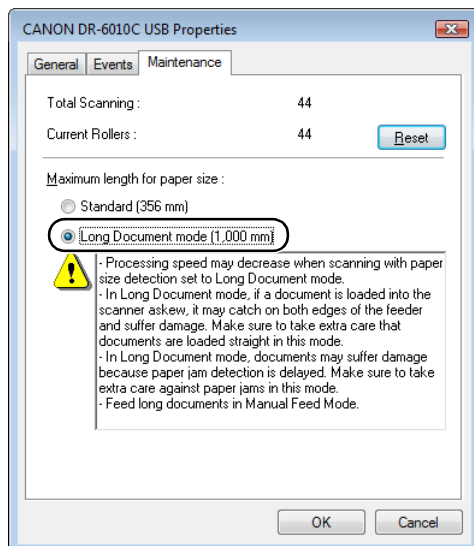 CANON DR-6010C USB Properties
General Events Maintenance
Total Scanning : 44
Current Rollers : 44 Reset
Maximum length for paper size :
Standard (356 mm)
Long Document mode (1,000 mm)
- Processing speed may decrease when scanning with paper
size detection set to Long Document mode.
- In Long Document mode, if a document is loaded into the
scanner askew, it may catch on both edges of the feeder
and suffer damage. Make sure to take extra care that
documents are loaded straight in this mode.
- In Long Document mode, documents may suffer damage
because paper jam detection is delayed. Make sure to take
extra care against paper jams in this mode.
- Feed long documents in Manual Feed Mode.
OK Cancel